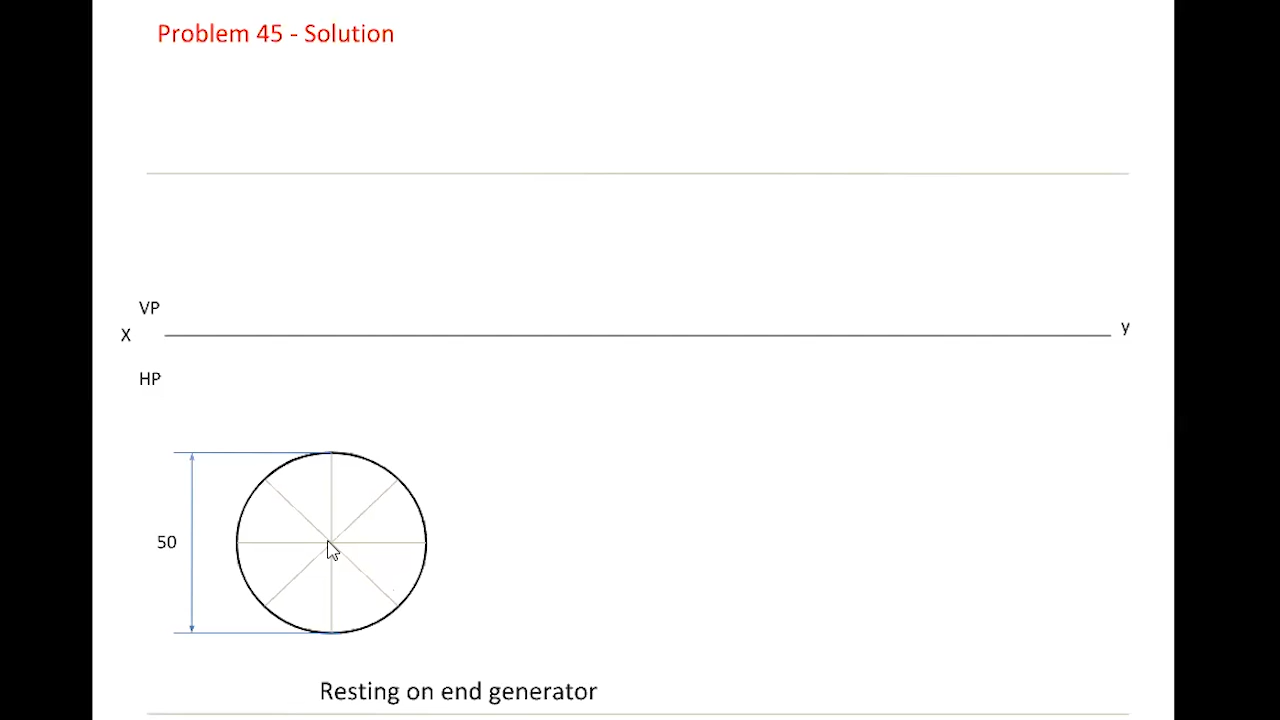 Problem 45 - Solution
VP
X
y
HP
50
Resting on end generator